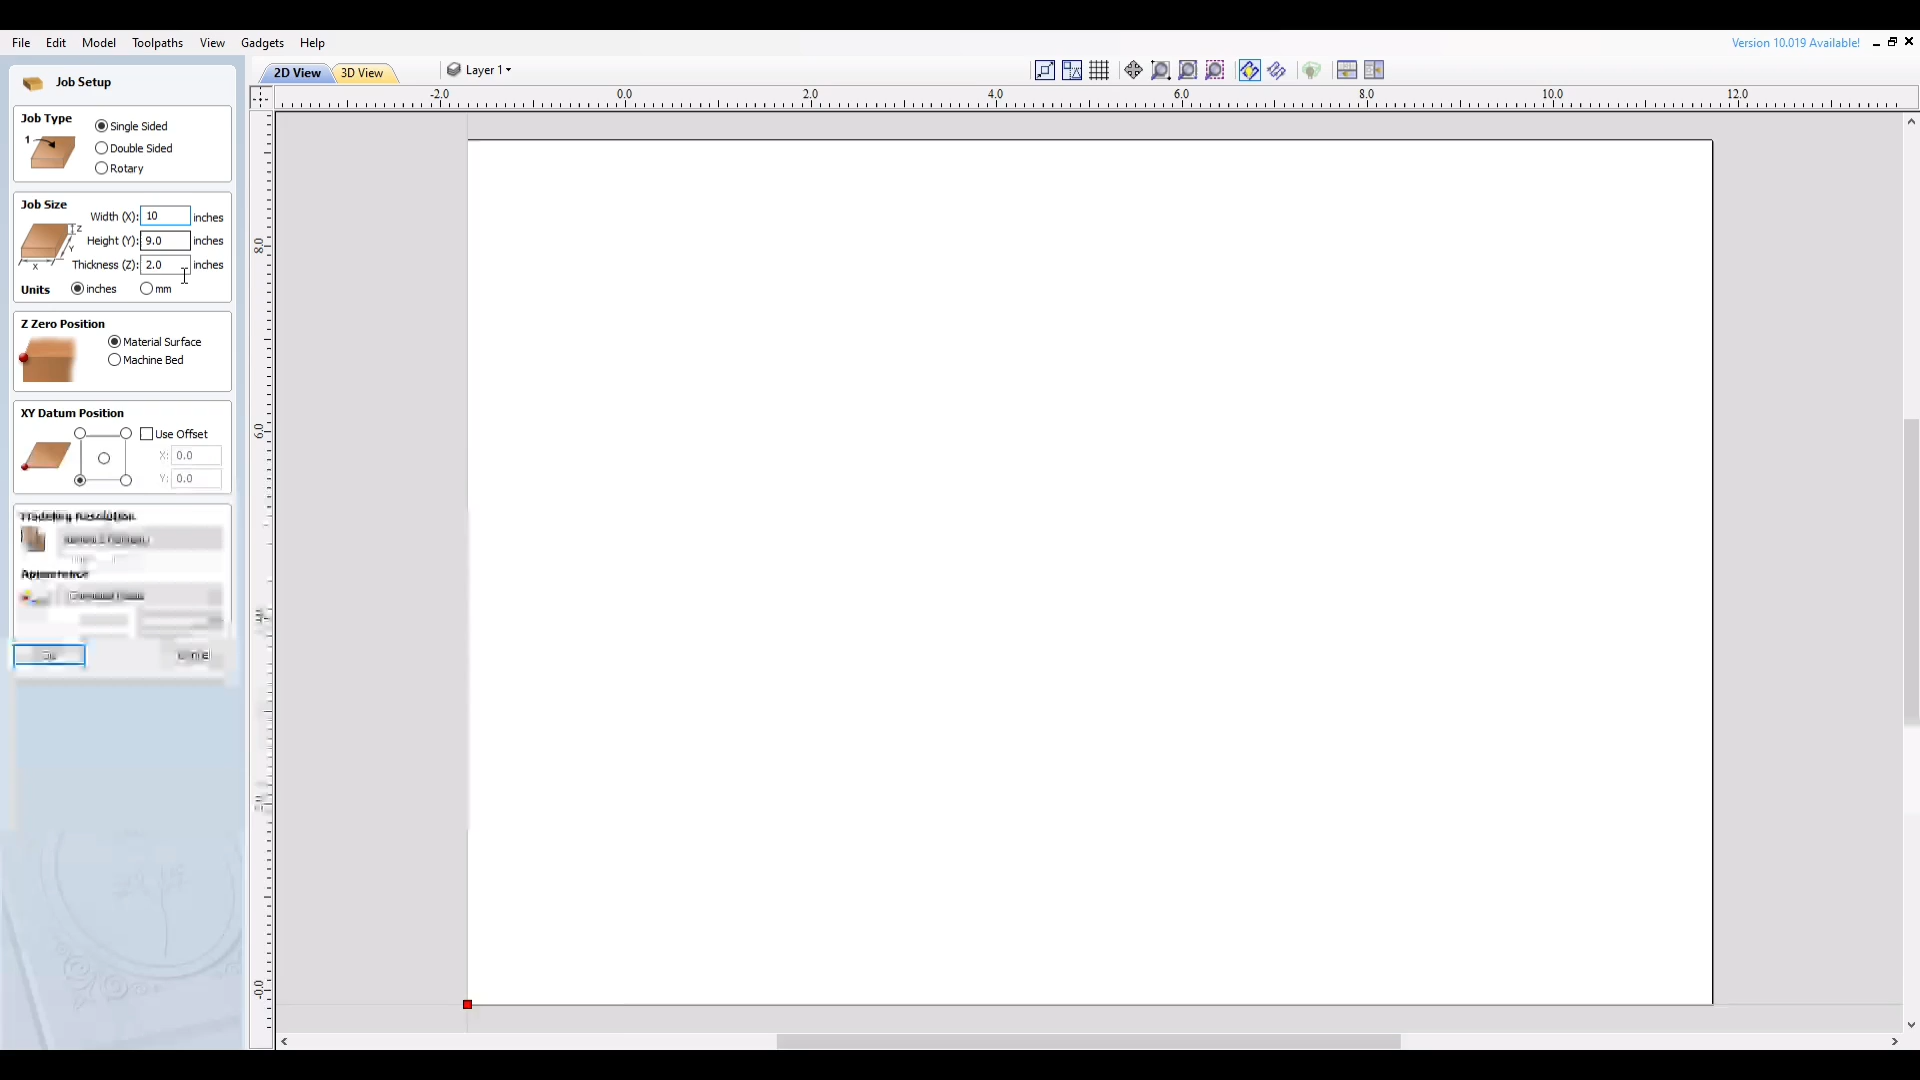 File Edit Model Toolpaths View Gadgets Help
Version 10.019 Available!
Job Setup
2D View 3D View
Layer 1
-2.0 0.0 2.0 4.0 6.0 8.0 10.0 12.0
Job Type
1
Single Sided
Double Sided
Rotary
Job Size
Width (X): 10 inches
Z
Y
X
Height (Y): 9.0 inches
Thickness (Z): 2.0 inches
Units inches mm
Z Zero Position
Material Surface
Machine Bed
XY Datum Position
Use Offset
X: 0.0
Y: 0.0
8.0
6.0
-0.0